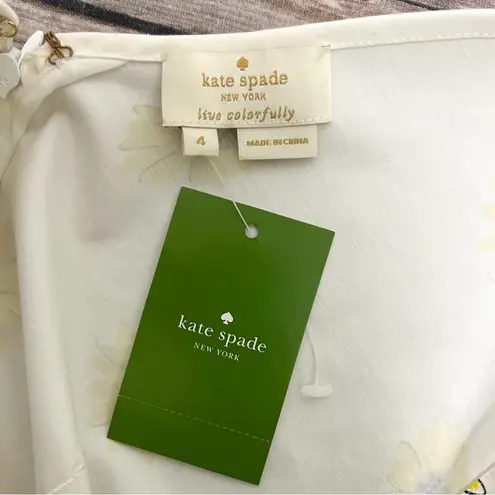 kate spade
NEW YORK
live colorfully
4
MADE IN CHINA
kate spade
NEW YORK